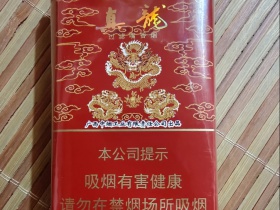 真龍
广西中烟工业有限责任公司出品
本公司提示
吸烟有害健康
请勿在禁烟场所吸烟